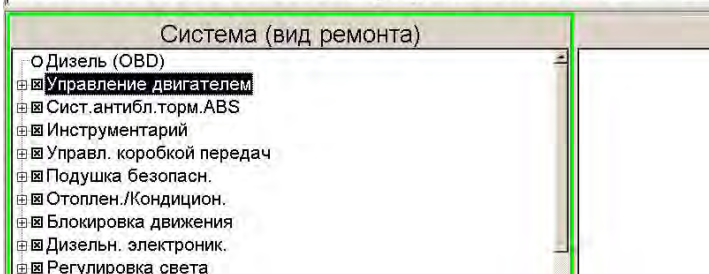 Система (вид ремонта)
Дизель (OBD)
Управление двигателем
Сист.антибл.торм.ABS
Инструментарий
Управл. коробкой передач
Подушка безопасн.
Отоплен./Кондицион.
Блокировка движения
Дизельн. электроник.
Регулировка света